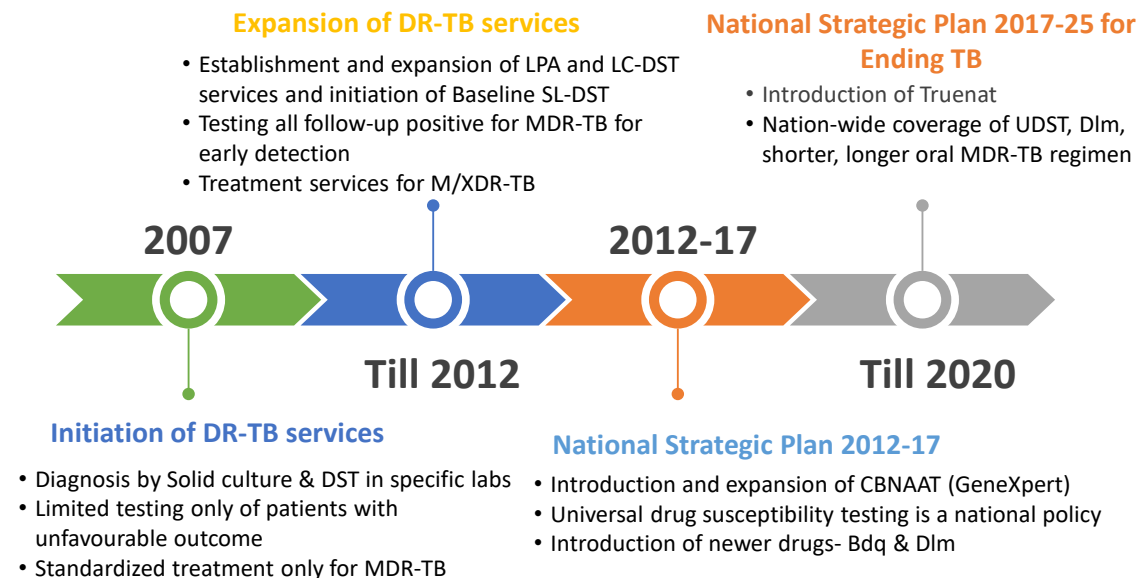 Expansion of DR-TB services
• Establishment and expansion of LPA and LC-DST
services and initiation of Baseline SL-DST
• Testing all follow-up positive for MDR-TB for
early detection
• Treatment services for M/XDR-TB
National Strategic Plan 2017-25 for
Ending TB
• Introduction of Truenat
• Nation-wide coverage of UDST, Dlm,
shorter, longer oral MDR-TB regimen
2007
2012-17
Till 2012
Till 2020
Initiation of DR-TB services
• Diagnosis by Solid culture & DST in specific labs
• Limited testing only of patients with
unfavourable outcome
• Standardized treatment only for MDR-TB
National Strategic Plan 2012-17
• Introduction and expansion of CBNAAT (GeneXpert)
• Universal drug susceptibility testing is a national policy
• Introduction of newer drugs- Bdq & Dlm